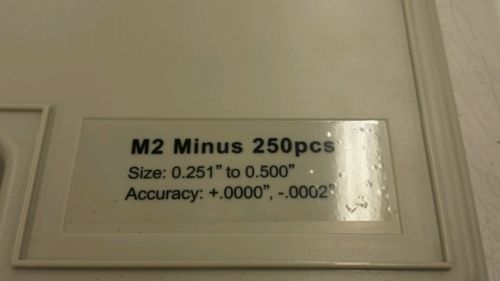 M2 Minus 250pcs
Size: 0.251" to 0.500"
Accuracy: +.0000", -.0002"